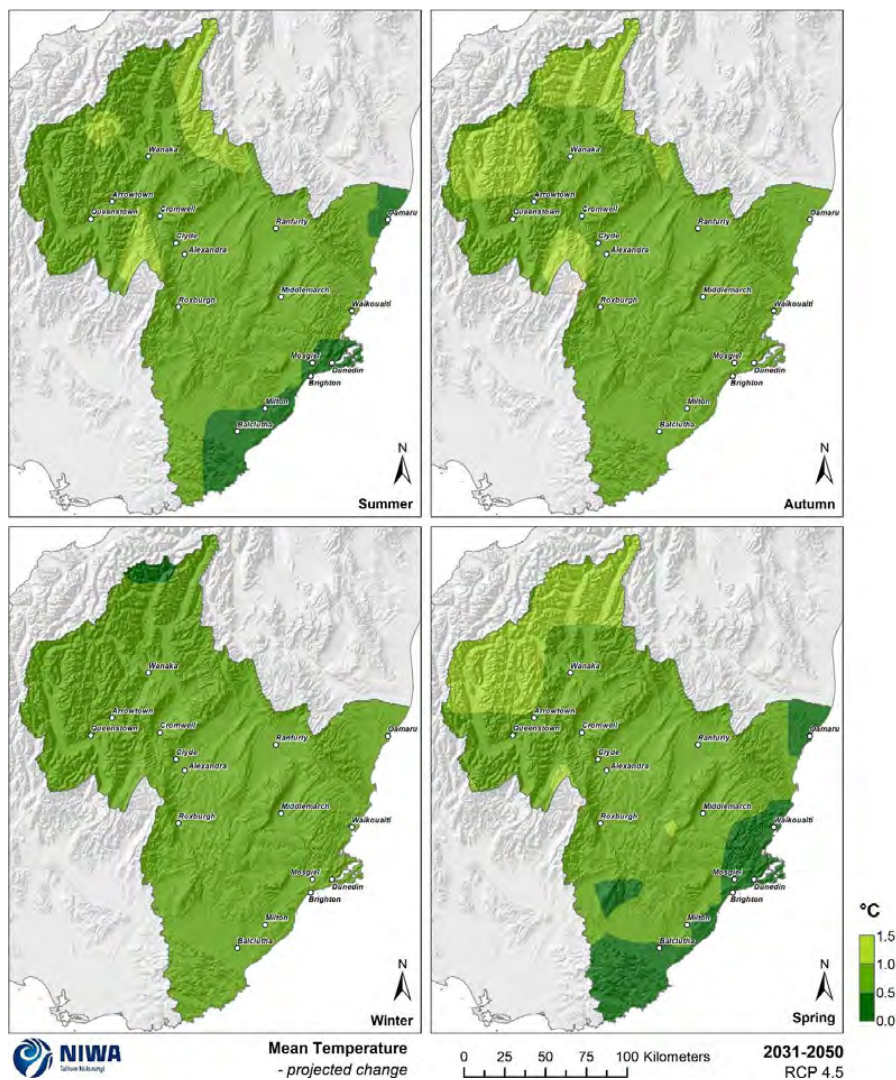 Wanaka
Arrowtown
Queenstown
Cromwell
Clyde
Alexandra
Ranfurly
Oamaru
Roxburgh
Middlemarch
Waikouaiti
Mosgiel
Dunedin
Brighton
Milton
Balclutha
N
Summer
Wanaka
Arrowtown
Queenstown
Cromwell
Clyde
Alexandra
Ranfurly
Oamaru
Roxburgh
Middlemarch
Waikouaiti
Mosgiel
Dunedin
Brighton
Milton
Balclutha
N
Autumn
Wanaka
Arrowtown
Queenstown
Cromwell
Clyde
Alexandra
Ranfurly
Oamaru
Roxburgh
Middlemarch
Waikouaiti
Mosgiel
Dunedin
Brighton
Milton
Balclutha
N
Winter
Wanaka
Arrowtown
Queenstown
Cromwell
Clyde
Alexandra
Ranfurly
Oamaru
Roxburgh
Middlemarch
Waikouaiti
Mosgiel
Dunedin
Brighton
Milton
Balclutha
N
Spring
°C
1.5
1.0
0.5
0.0
NIWA
Taihoro Nukurangi
Mean Temperature
- projected change
0 25 50 75 100 Kilometers
2031-2050
RCP 4.5